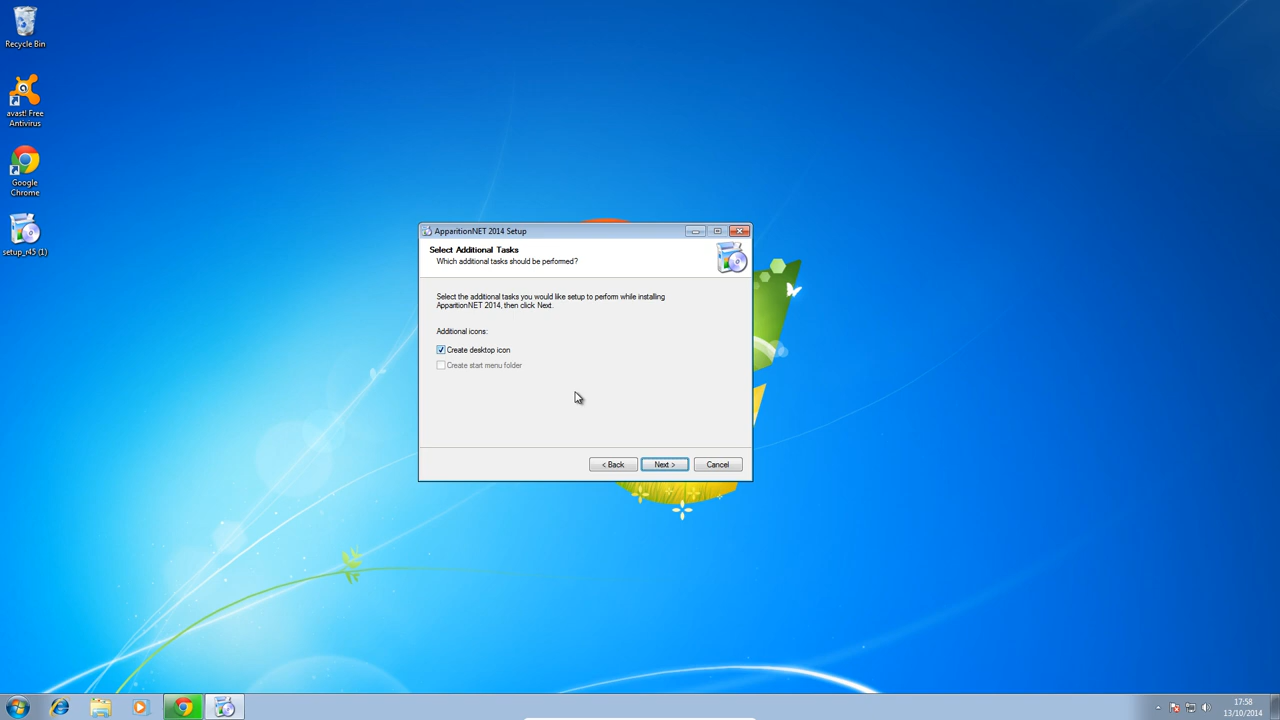 Recycle Bin
avast! Free
Antivirus
Google
Chrome
setup_r45 (1)
ApparitionNET 2014 Setup
Select Additional Tasks
Which additional tasks should be performed?
Select the additional tasks you would like setup to perform while installing
ApparitionNET 2014, then click Next.
Additional icons:
Create desktop icon
Create start menu folder
< Back
Next >
Cancel
17:58
13/10/2014